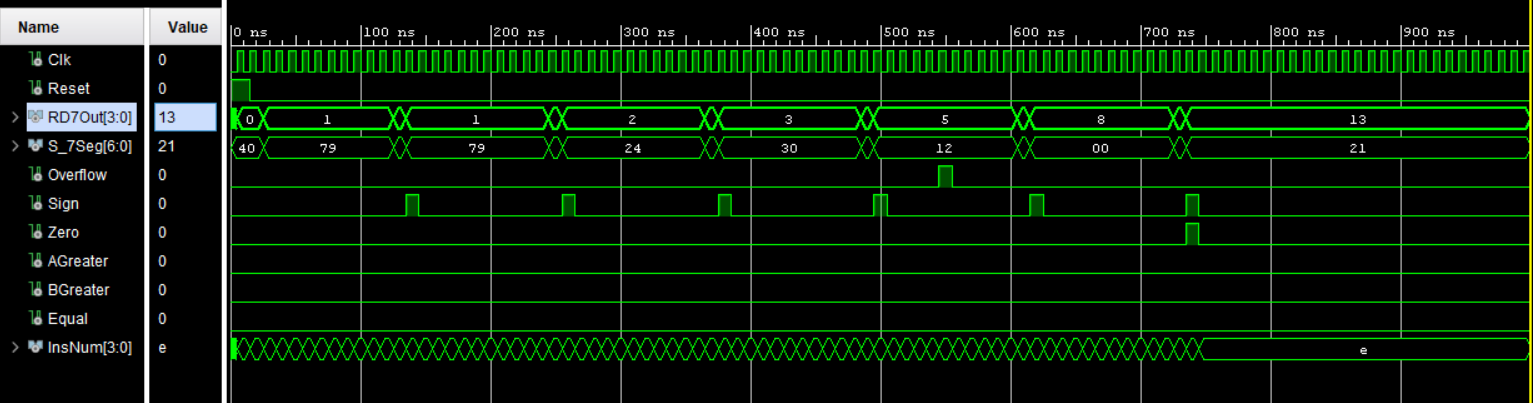 Name Value 0 ns 100 ns 200 ns 300 ns 400 ns 500 ns 600 ns 700 ns 800 ns 900 ns
Clk 0
Reset 0
RD7Out[3:0] 13 0 1 1 2 3 5 8 13
S_7Seg[6:0] 21 40 79 79 24 30 12 00 21
Overflow 0
Sign 0
Zero 0
AGreater 0
BGreater 0
Equal 0
InsNum[3:0] e e